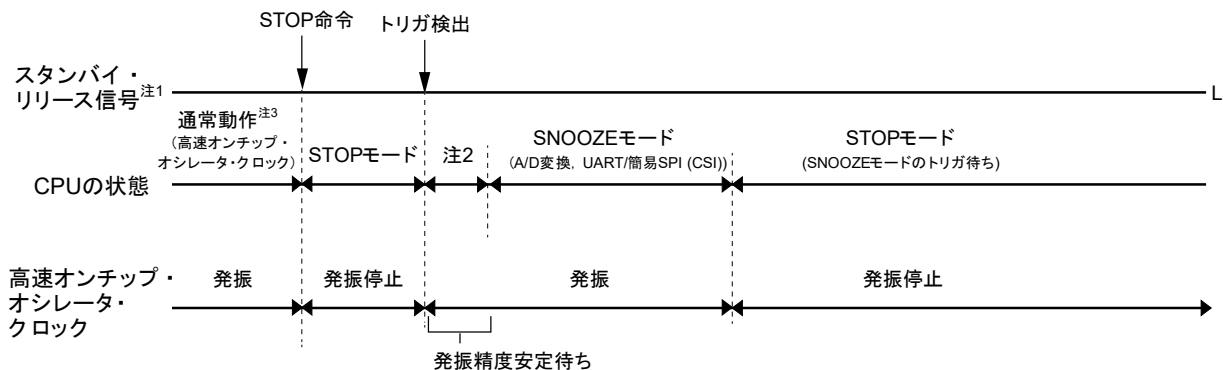 STOP命令
トリガ検出
スタンバイ・
リリース信号注1
L
通常動作注3
(高速オンチップ・
オシレータ・クロック)
STOPモード
注2
SNOOZEモード
(A/D変換, UART/簡易SPI (CSI))
STOPモード
(SNOOZEモードのトリガ待ち)
CPUの状態
高速オンチップ・
オシレータ・
クロック
発振
発振停止
発振
発振停止
発振精度安定待ち